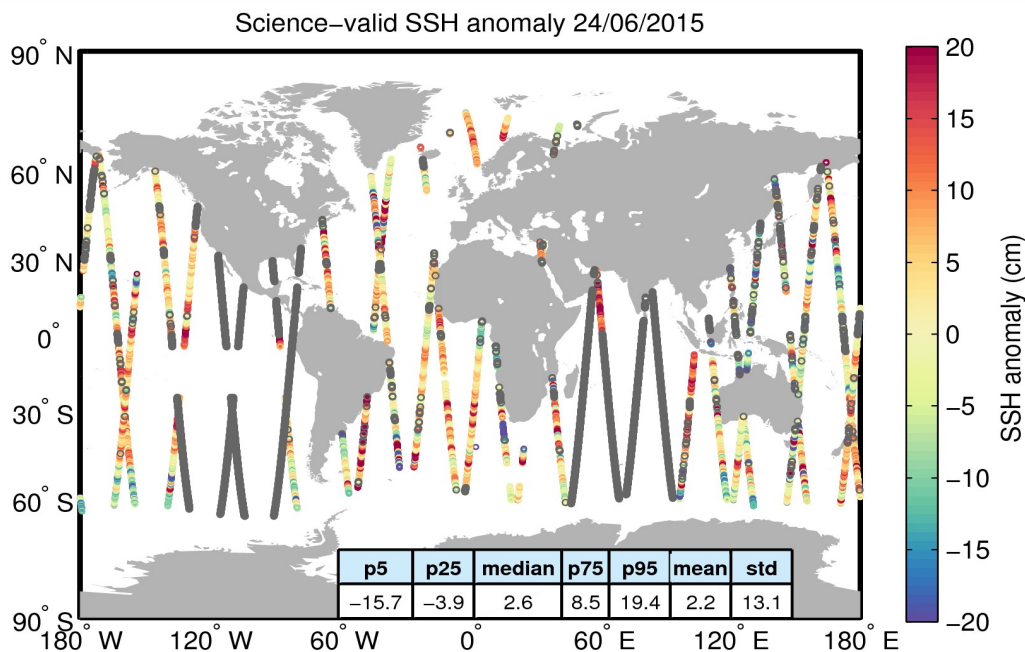 Science−valid SSH anomaly 24/06/2015
90° N
60° N
30° N
0°
30° S
60° S
90° S
180° W
120° W
60° W
0°
60° E
120° E
180° E
p5 p25 median p75 p95 mean std
−15.7 −3.9 2.6 8.5 19.4 2.2 13.1
20
15
10
5
0
−5
−10
−15
−20
SSH anomaly (cm)